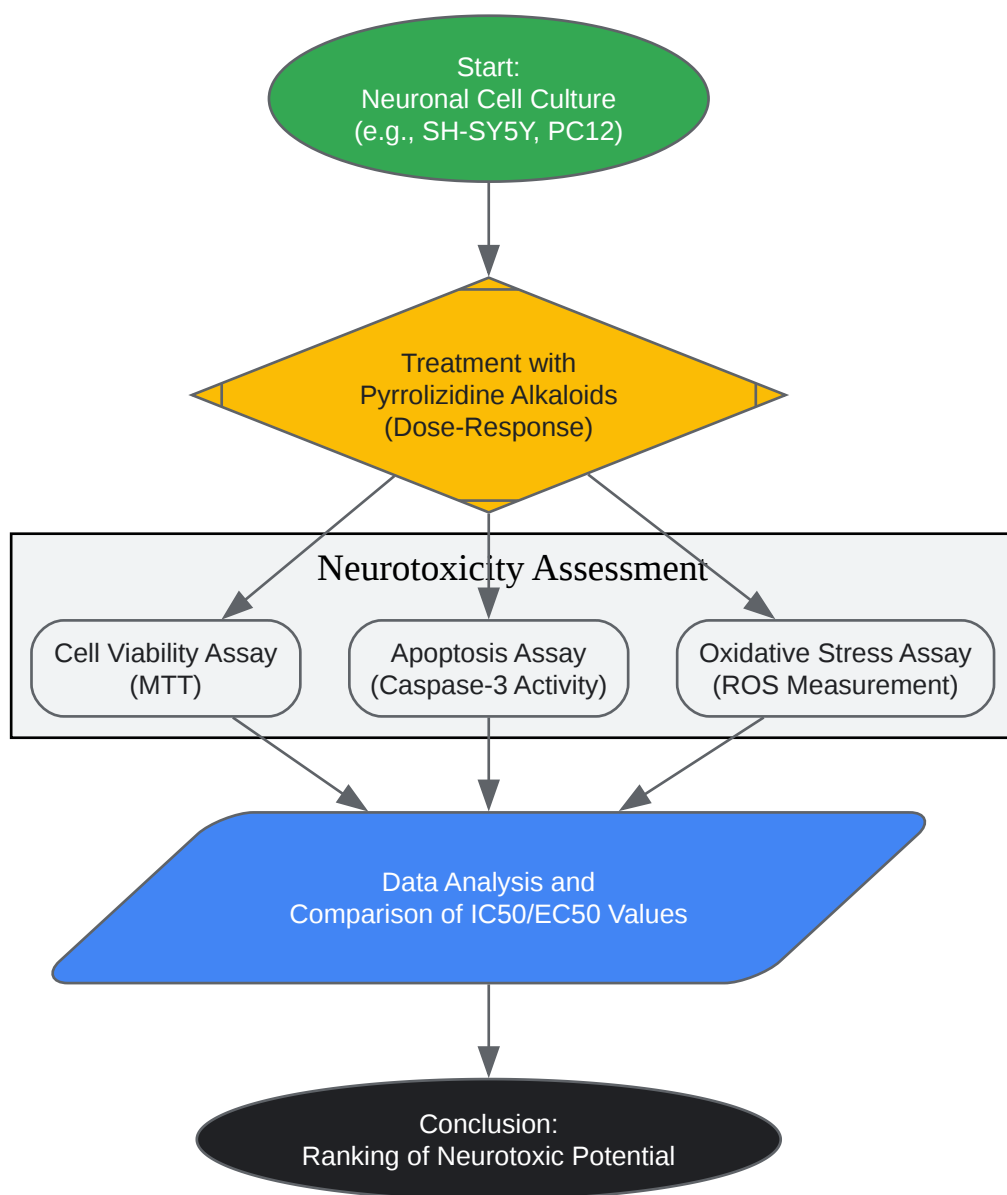 Start:
Neuronal Cell Culture
(e.g., SH-SY5Y, PC12)
Treatment with
Pyrrolizidine Alkaloids
(Dose-Response)
Neurotoxicity Assessment
Cell Viability Assay
(MTT)
Apoptosis Assay
(Caspase-3 Activity)
Oxidative Stress Assay
(ROS Measurement)
Data Analysis and
Comparison of IC50/EC50 Values
Conclusion:
Ranking of Neurotoxic Potential